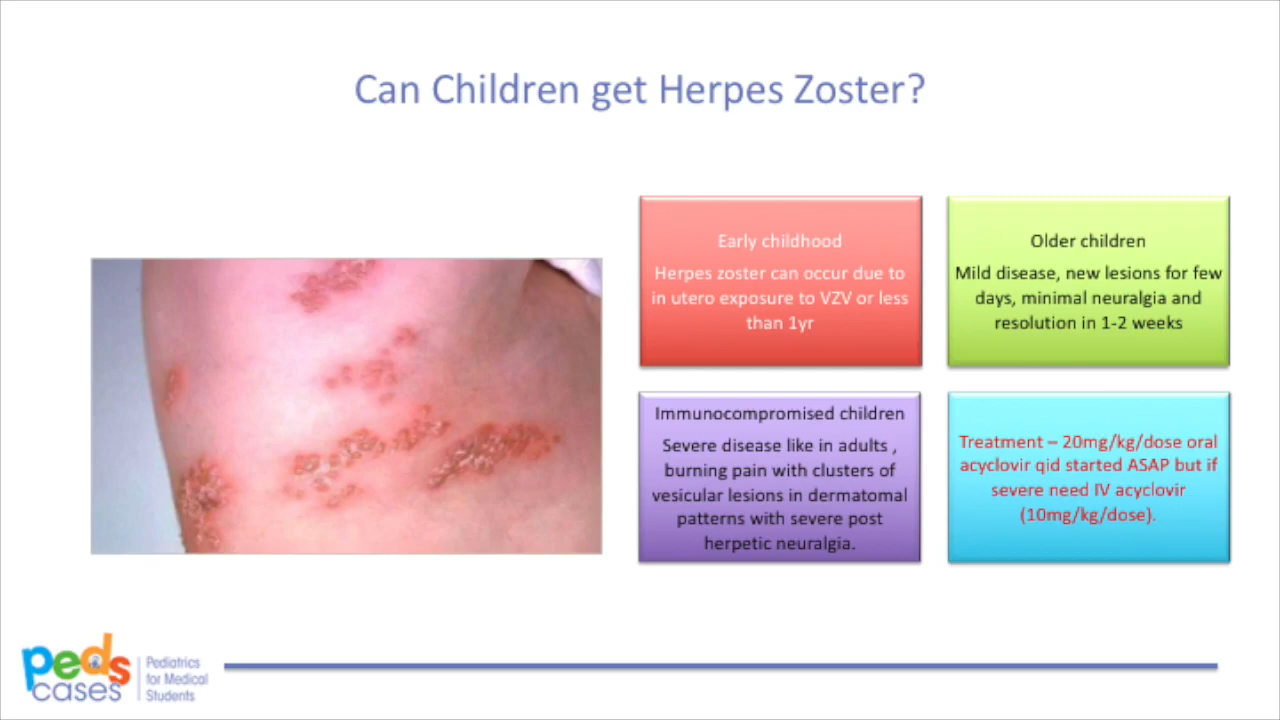 Can Children get Herpes Zoster?
Early childhood
Herpes zoster can occur due to
in utero exposure to VZV or less
than 1yr
Older children
Mild disease, new lesions for few
days, minimal neuralgia and
resolution in 1-2 weeks
Immunocompromised children
Severe disease like in adults ,
burning pain with clusters of
vesicular lesions in dermatomal
patterns with severe post
herpetic neuralgia.
Treatment – 20mg/kg/dose oral
acyclovir qid started ASAP but if
severe need IV acyclovir
(10mg/kg/dose).
peds
cases
Pediatrics
for Medical
Students